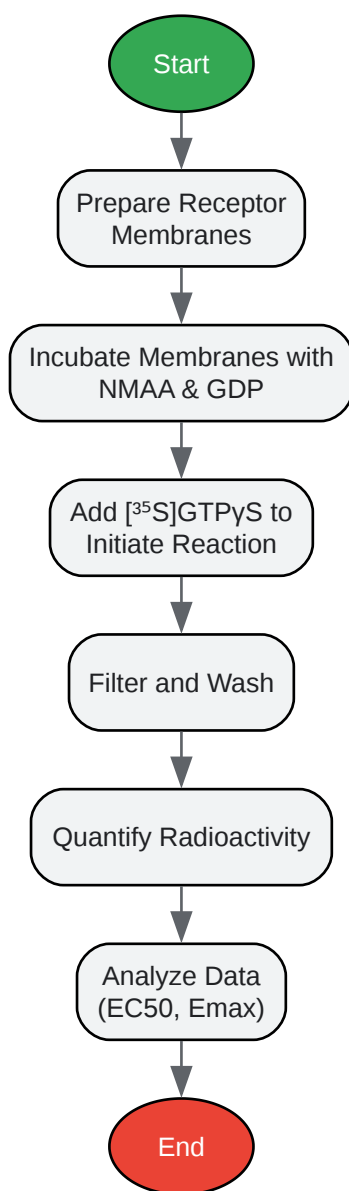 Start
Prepare Receptor
Membranes
Incubate Membranes with
NMAA & GDP
Add [³⁵S]GTPγS to
Initiate Reaction
Filter and Wash
Quantify Radioactivity
Analyze Data
(EC50, Emax)
End